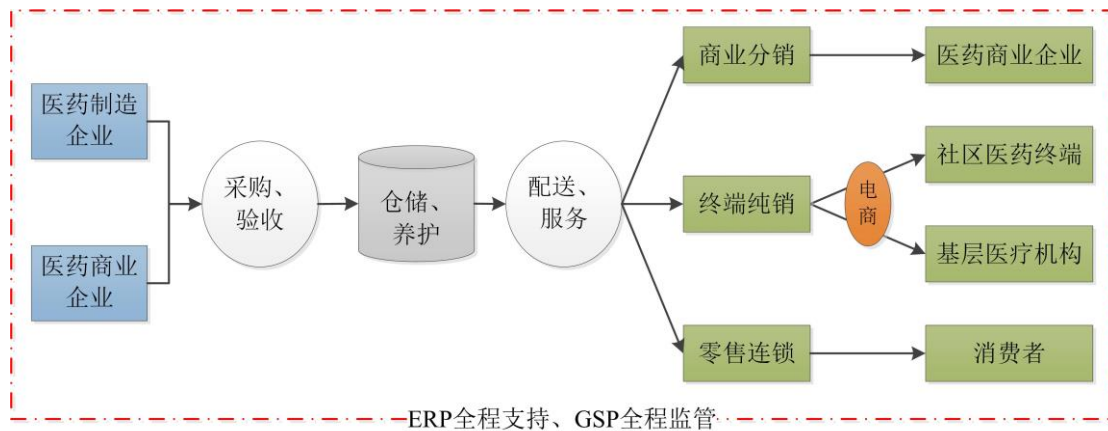 医药制造
企业
医药商业
企业
采购、
验收
仓储、
养护
配送、
服务
商业分销
医药商业企业
终端纯销
电
商
社区医药终端
基层医疗机构
零售连锁
消费者
ERP全程支持、GSP全程监管